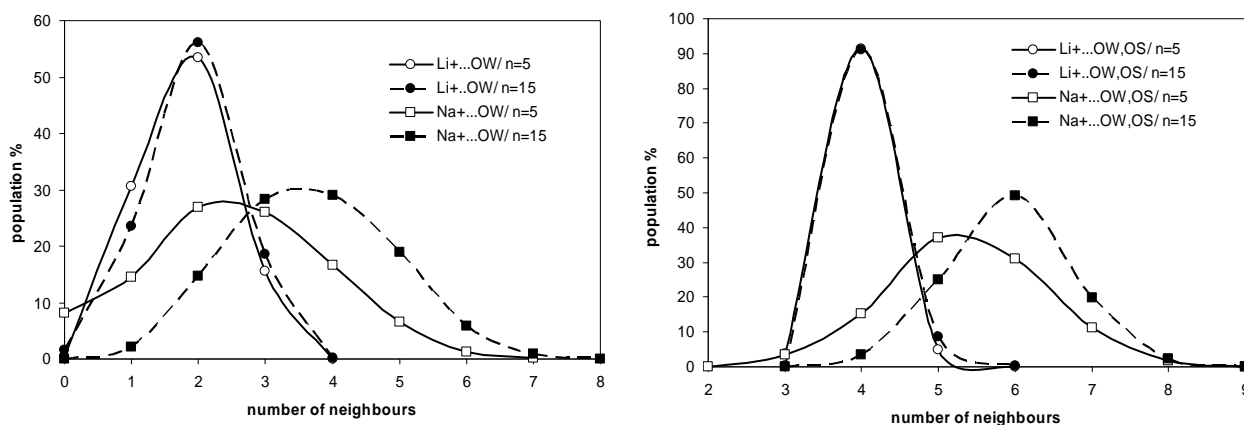 60
50
40
30
20
10
0
population %
0 1 2 3 4 5 6 7 8
number of neighbours
Li+...OW/ n=5
Li+..OW/ n=15
Na+...OW/ n=5
Na+...OW/ n=15
100
90
80
70
60
50
40
30
20
10
0
population %
2 3 4 5 6 7 8 9
number of neighbours
Li+...OW,OS/ n=5
Li+..OW,OS/ n=15
Na+...OW,OS/ n=5
Na+...OW,OS/ n=15